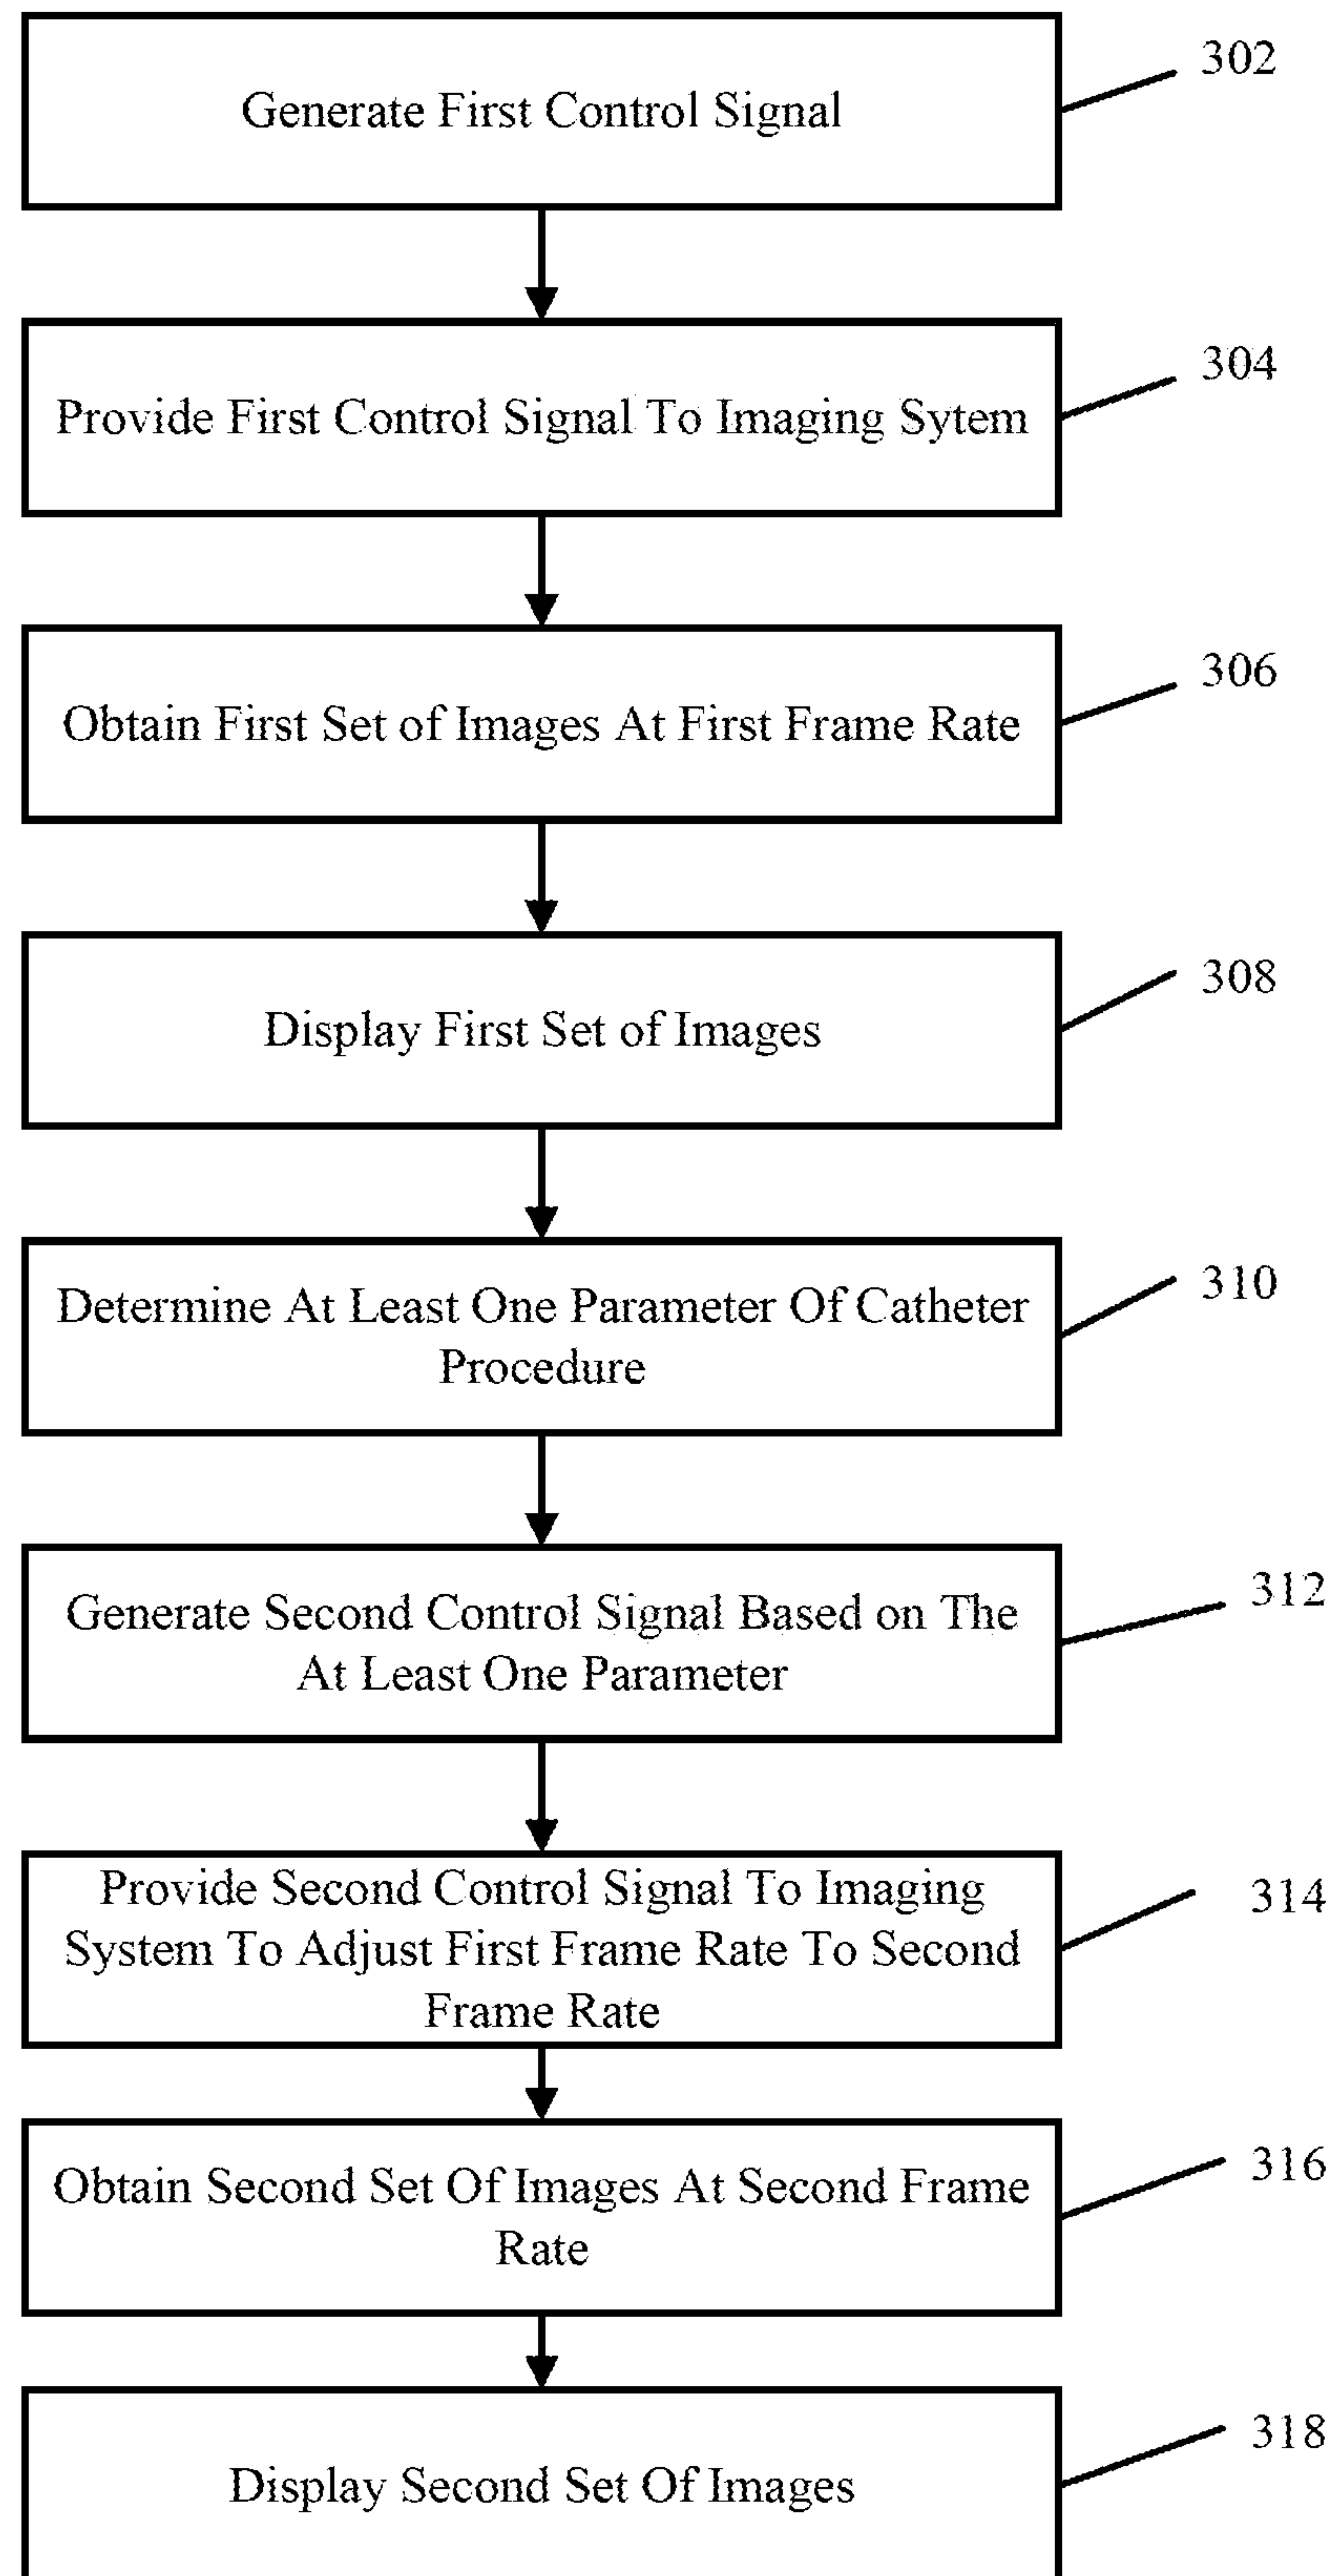 302
Generate First Control Signal
304
Provide First Control Signal To Imaging Sytem
306
Obtain First Set of Images At First Frame Rate
308
Display First Set of Images
310
Determine At Least One Parameter Of Catheter
Procedure
312
Generate Second Control Signal Based on The
At Least One Parameter
314
Provide Second Control Signal To Imaging
System To Adjust First Frame Rate To Second
Frame Rate
316
Obtain Second Set Of Images At Second Frame
Rate
318
Display Second Set Of Images